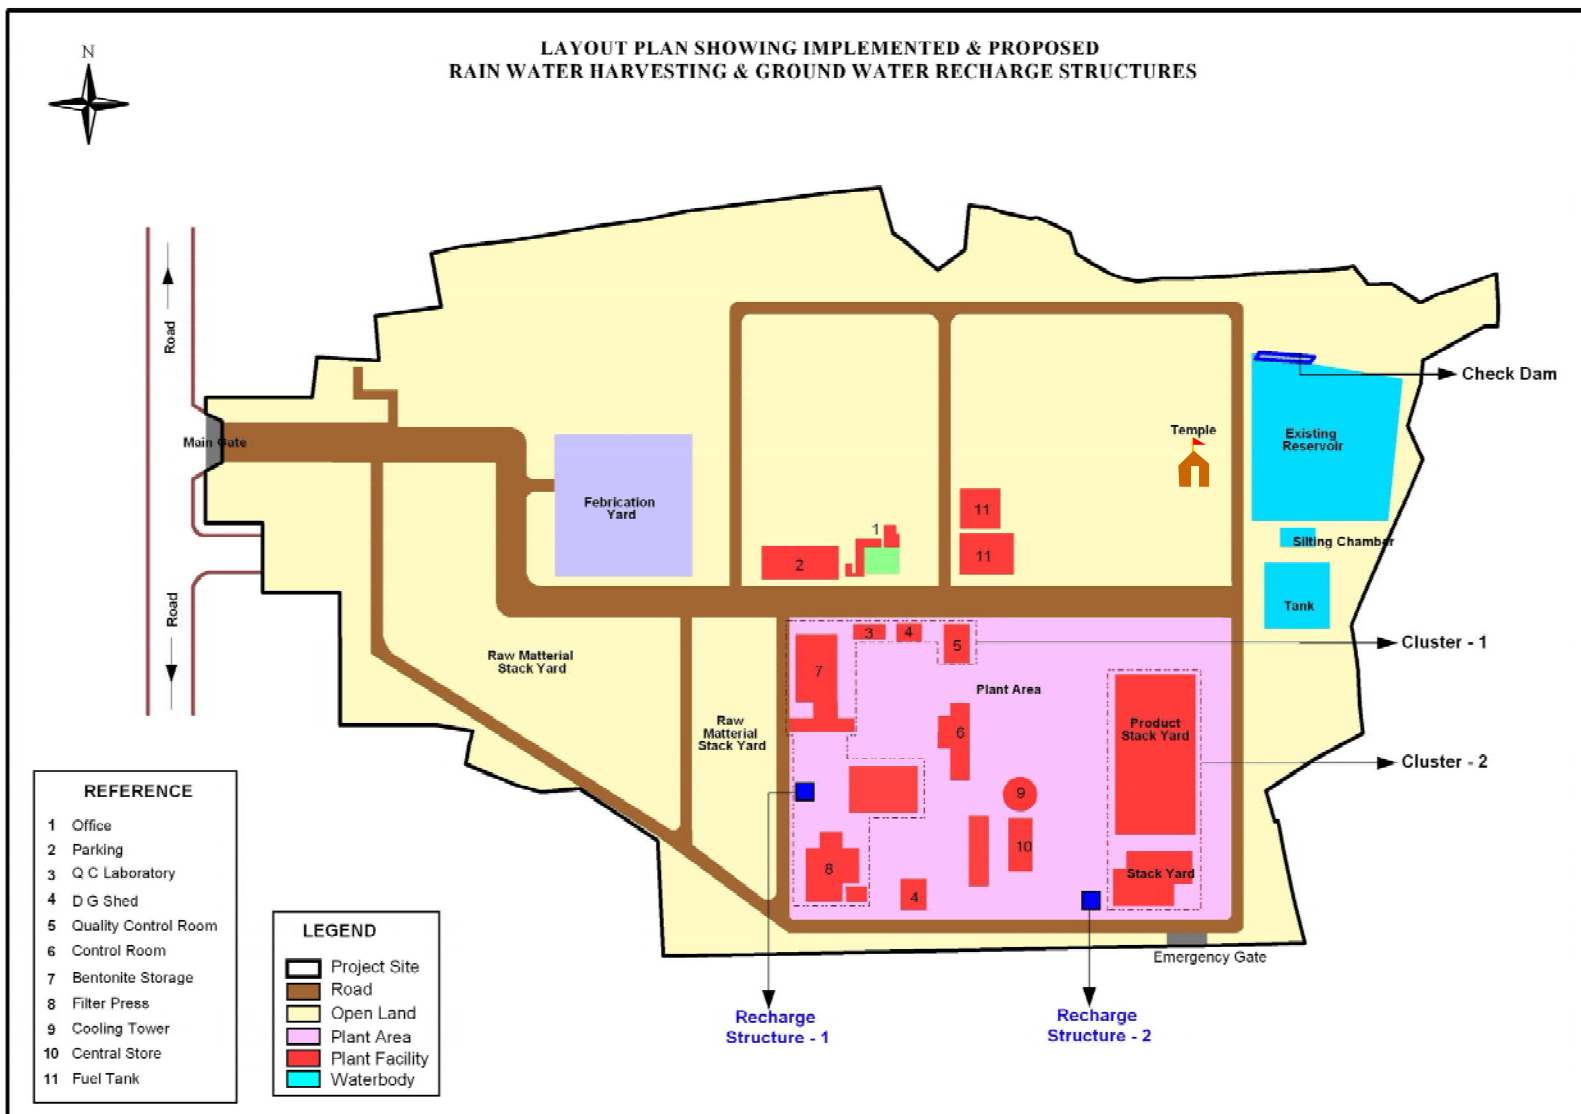 N
LAYOUT PLAN SHOWING IMPLEMENTED & PROPOSED
RAIN WATER HARVESTING & GROUND WATER RECHARGE STRUCTURES
Road
Main Gate
Road
Check Dam
Temple
Existing
Reservoir
Febrication
Yard
11
11
1
2
Silting Chamber
Tank
3
4
5
Cluster - 1
Raw Matterial
Stack Yard
7
Plant Area
Raw
Matterial
Stack Yard
6
Product
Stack Yard
Cluster - 2
9
10
8
4
Stack Yard
Emergency Gate
Recharge
Structure - 1
Recharge
Structure - 2
REFERENCE
1 Office
2 Parking
3 Q C Laboratory
4 D G Shed
5 Quality Control Room
6 Control Room
7 Bentonite Storage
8 Filter Press
9 Cooling Tower
10 Central Store
11 Fuel Tank
LEGEND
Project Site
Road
Open Land
Plant Area
Plant Facility
Waterbody